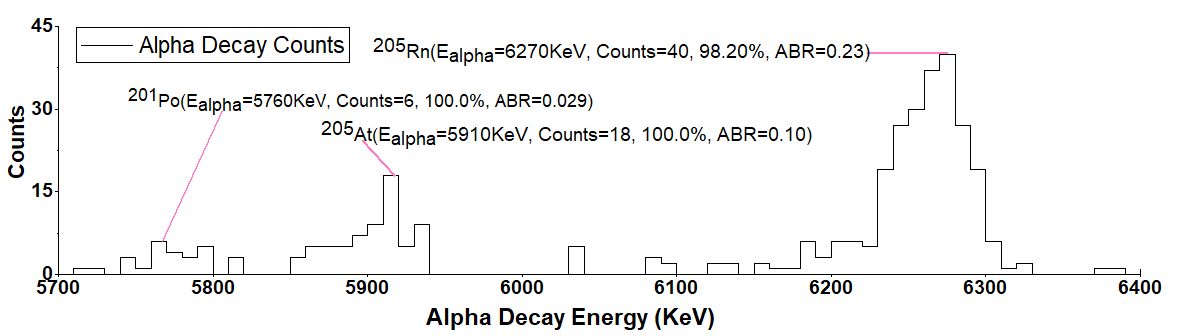 45
Alpha Decay Counts
205Rn(Ealpha=6270KeV, Counts=40, 98.20%, ABR=0.23)
201Po(Ealpha=5760KeV, Counts=6, 100.0%, ABR=0.029)
30
205At(Ealpha=5910KeV, Counts=18, 100.0%, ABR=0.10)
Counts
15
0
5700 5800 5900 6000 6100 6200 6300 6400
Alpha Decay Energy (KeV)